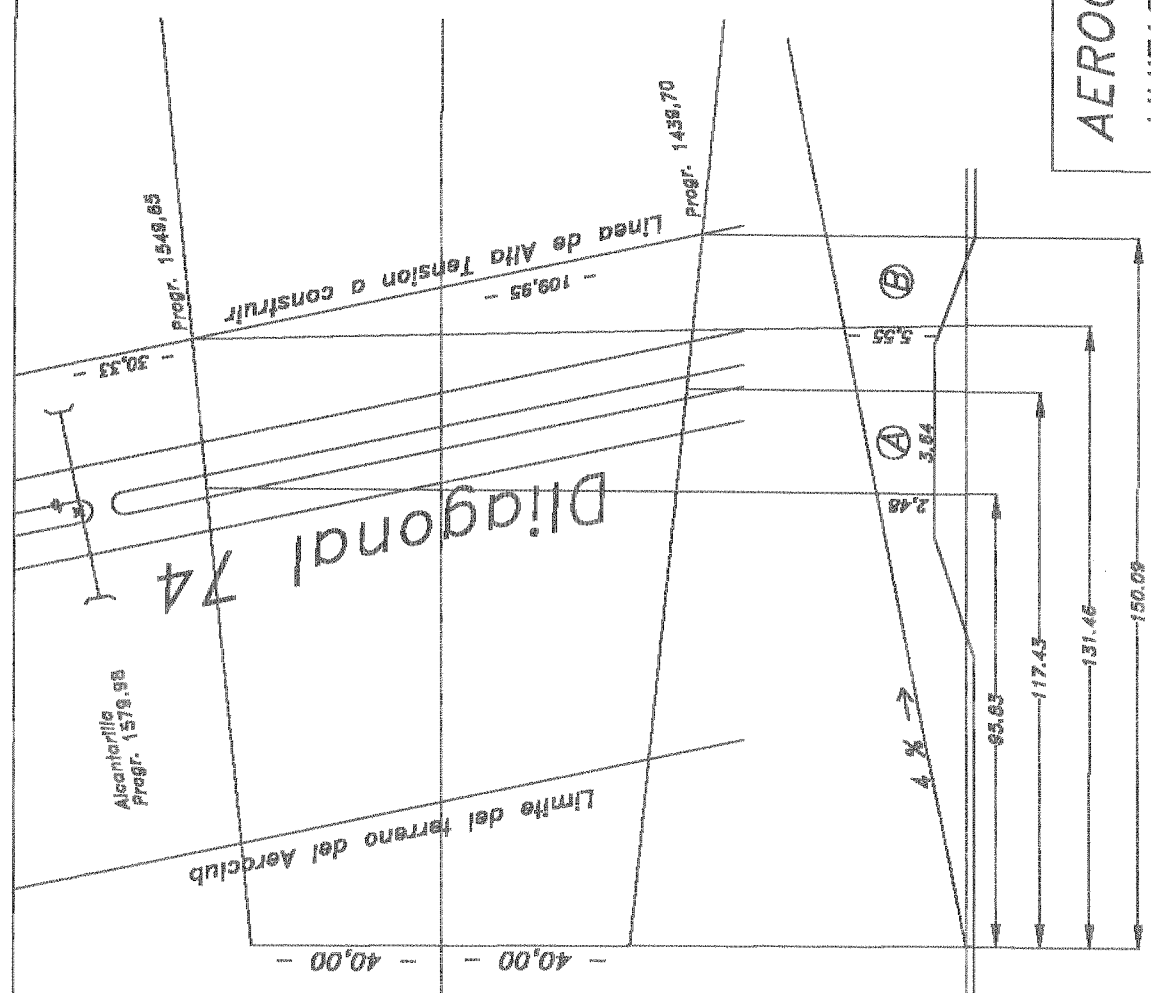 Progr. 1549,65
Progr. 1439,70
Linea de Alta Tension a construir
- 109,95 -
- 30,33 -
Diagonal 74
Alcantarilla
Progr. 1579.98
Limite del terreno del Aeroclub
- 40,00 -
- 40,00 -
4 %
A
B
2,48
3,64
- 5,55 -
95.63
117.43
131.46
150.09
AEROC